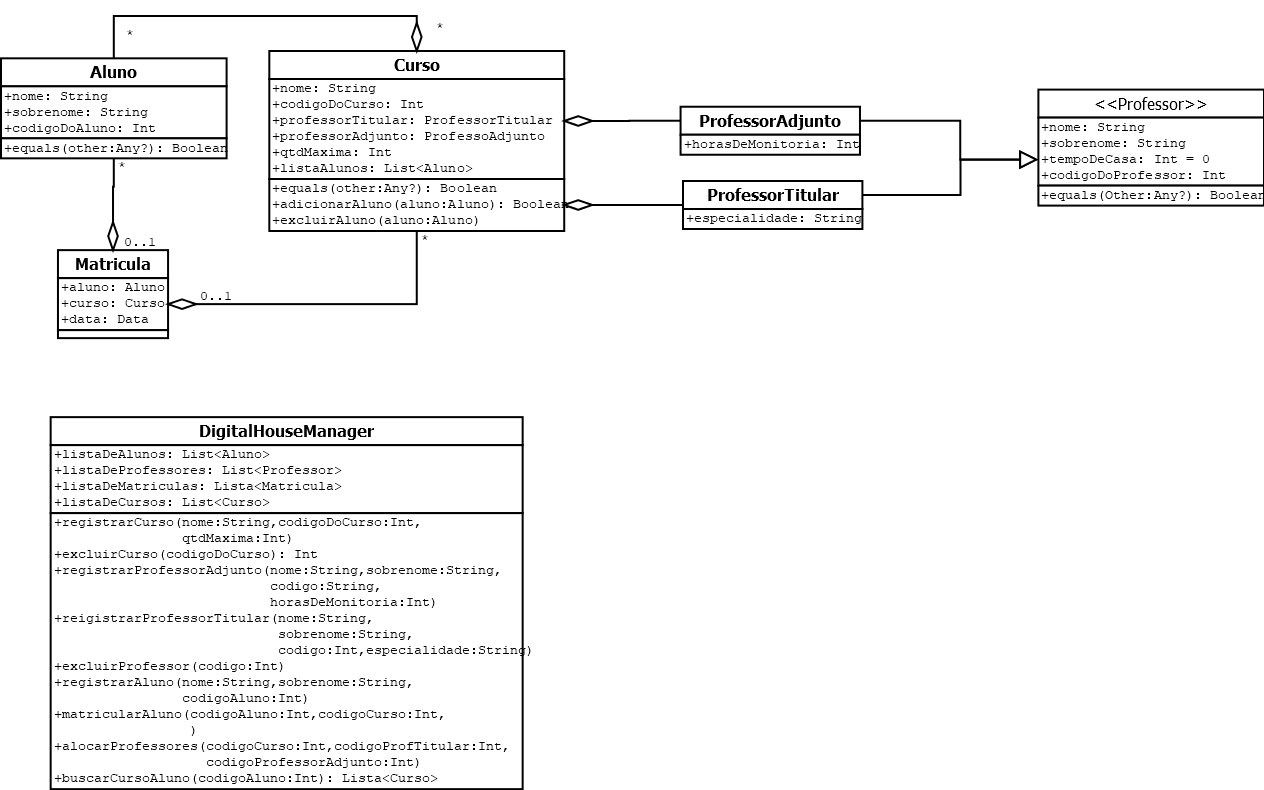 *
*
Aluno
+nome: String
+sobrenome: String
+codigoDoAluno: Int
+equals(other:Any?): Boolean
*
0..1
Matricula
+aluno: Aluno
+curso: Curso
+data: Data
0..1
Curso
+nome: String
+codigoDoCurso: Int
+professorTitular: ProfessorTitular
+professorAdjunto: ProfessoAdjunto
+qtdMaxima: Int
+listaAlunos: List<Aluno>
+equals(other:Any?): Boolean
+adicionarAluno(aluno:Aluno): Boolean
+excluirAluno(aluno:Aluno)
*
ProfessorAdjunto
+horasDeMonitoria: Int
ProfessorTitular
+especialidade: String
<<Professor>>
+nome: String
+sobrenome: String
+tempoDeCasa: Int = 0
+codigoDoProfessor: Int
+equals(Other:Any?): Boolean
DigitalHouseManager
+listaDeAlunos: List<Aluno>
+listaDeProfessores: List<Professor>
+listaDeMatriculas: Lista<Matricula>
+listaDeCursos: List<Curso>
+registrarCurso(nome:String,codigoDoCurso:Int,
qtdMaxima:Int)
+excluirCurso(codigoDoCurso): Int
+registrarProfessorAdjunto(nome:String,sobrenome:String,
codigo:String,
horasDeMonitoria:Int)
+reigistrarProfessorTitular(nome:String,
sobrenome:String,
codigo:Int,especialidade:String)
+excluirProfessor(codigo:Int)
+registrarAluno(nome:String,sobrenome:String,
codigoAluno:Int)
+matricularAluno(codigoAluno:Int,codigoCurso:Int,
)
+alocarProfessores(codigoCurso:Int,codigoProfTitular:Int,
codigoProfessorAdjunto:Int)
+buscarCursoAluno(codigoAluno:Int): Lista<Curso>